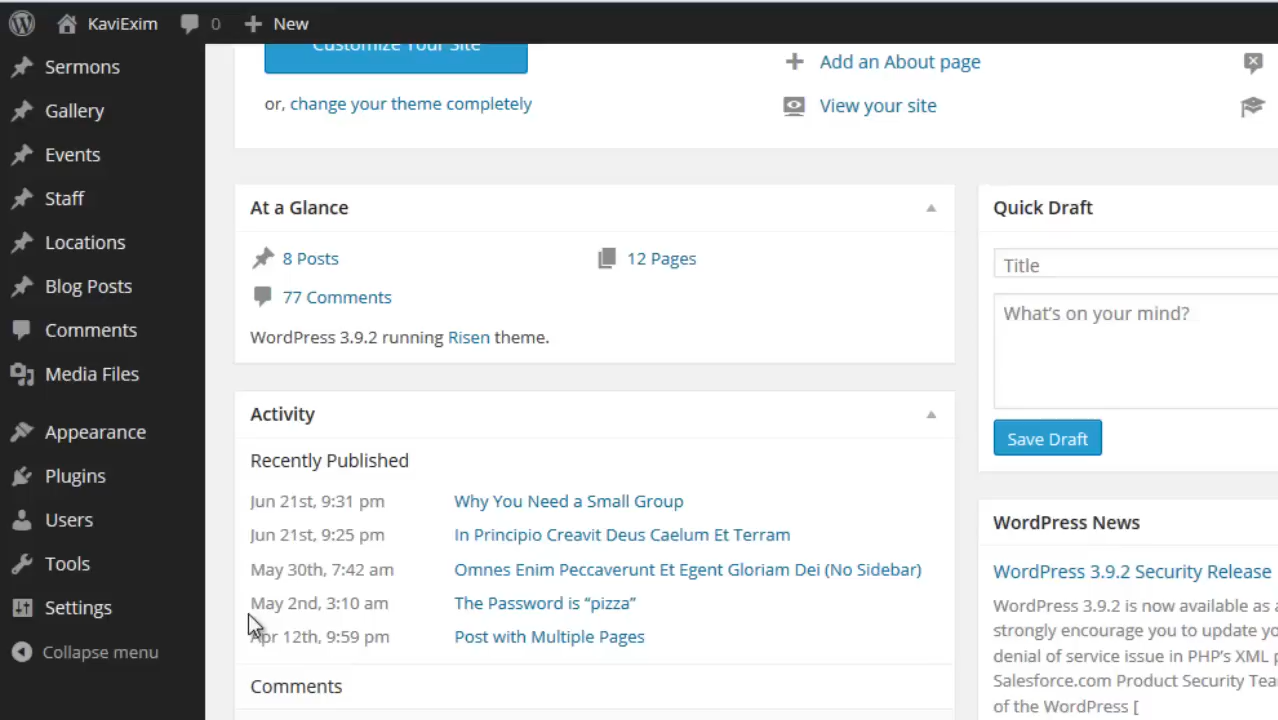 KaviExim 0 New
Sermons
Gallery
Events
Staff
Locations
Blog Posts
Comments
Media Files
Appearance
Plugins
Users
Tools
Settings
Collapse menu
Customize Your Site
or, change your theme completely
Add an About page
View your site
At a Glance
8 Posts
12 Pages
77 Comments
WordPress 3.9.2 running Risen theme.
Activity
Recently Published
Jun 21st, 9:31 pm Why You Need a Small Group
Jun 21st, 9:25 pm In Principio Creavit Deus Caelum Et Terram
May 30th, 7:42 am Omnes Enim Peccaverunt Et Egent Gloriam Dei (No Sidebar)
May 2nd, 3:10 am The Password is “pizza”
Apr 12th, 9:59 pm Post with Multiple Pages
Comments
Quick Draft
Title
What's on your mind?
Save Draft
WordPress News
WordPress 3.9.2 Security Release
WordPress 3.9.2 is now available as a
strongly encourage you to update
denial of service issue in PHP's XML
Salesforce.com Product Security
of the WordPress [